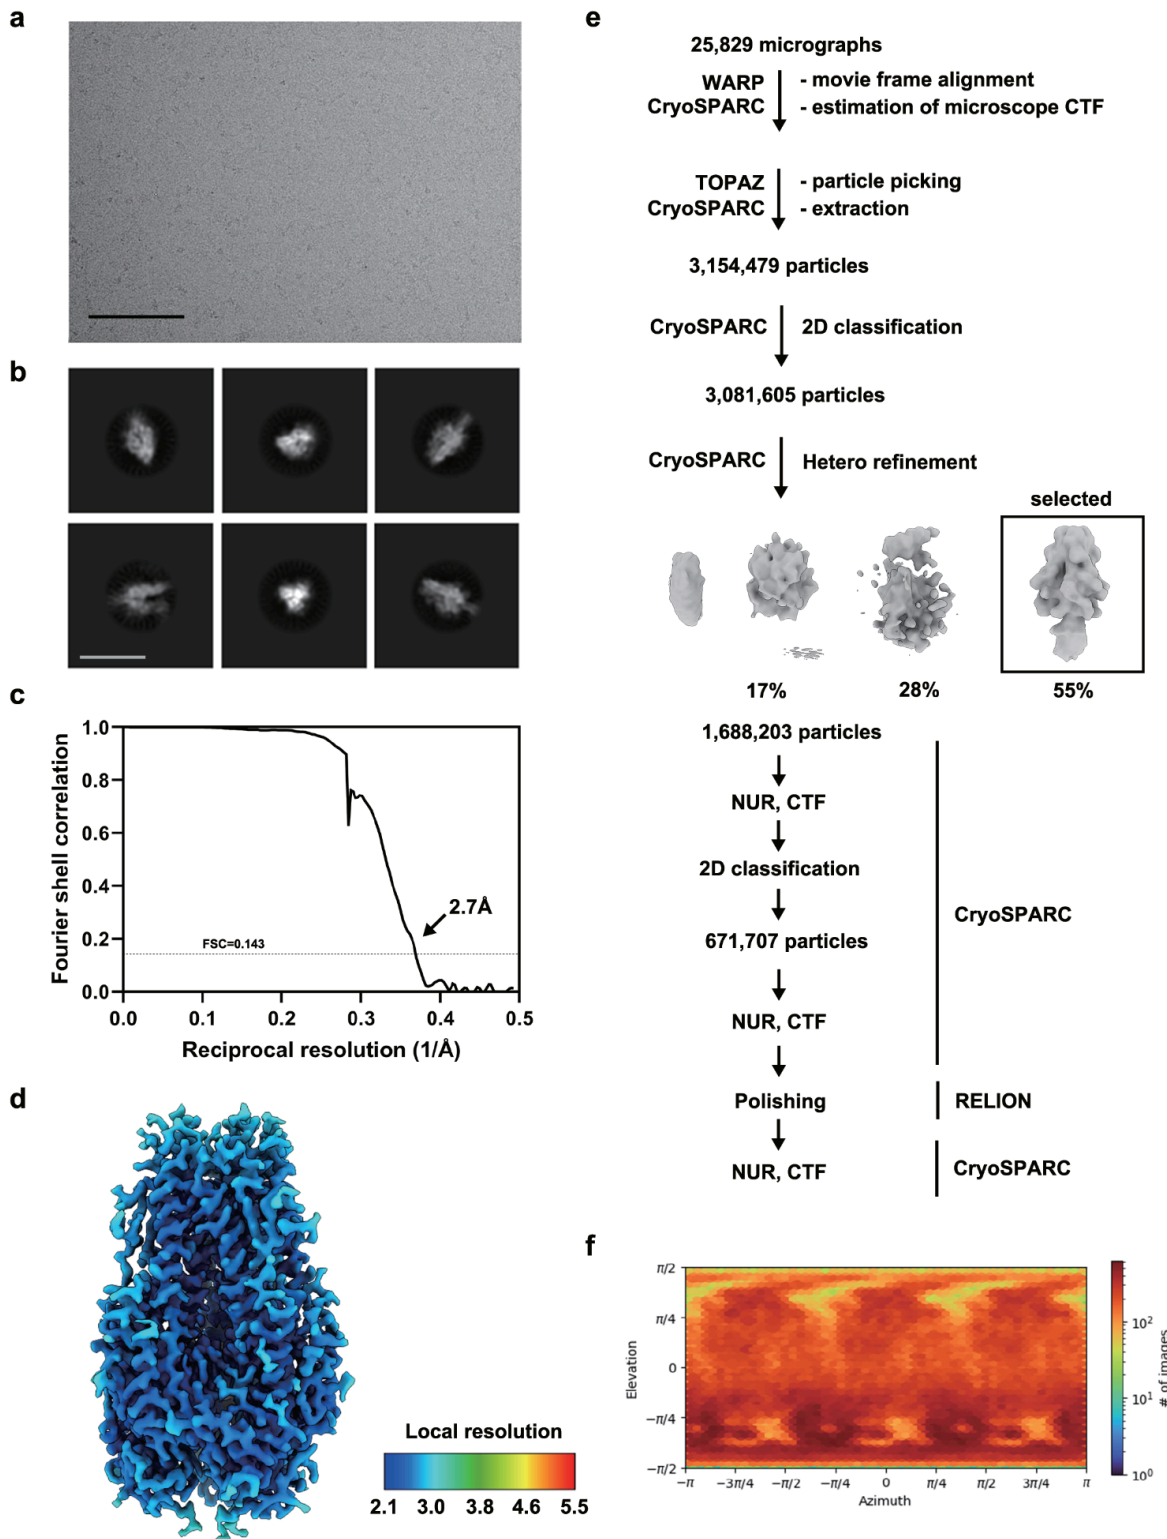 a
b
c
1.0
0.8
0.6
0.4
0.2
0.0
Fourier shell correlation
FSC=0.143
2.7Å
0.0 0.1 0.2 0.3 0.4 0.5
Reciprocal resolution (1/Å)
d
Local resolution
2.1 3.0 3.8 4.6 5.5
e
25,829 micrographs
WARP - movie frame alignment
CryoSPARC - estimation of microscope CTF
TOPAZ - particle picking
CryoSPARC - extraction
3,154,479 particles
CryoSPARC 2D classification
3,081,605 particles
CryoSPARC Hetero refinement
selected
17% 28% 55%
1,688,203 particles
NUR, CTF
2D classification
CryoSPARC
671,707 particles
NUR, CTF
Polishing RELION
NUR, CTF CryoSPARC
f
π/2
π/4
0
−π/4
−π/2
Elevation
−π −3π/4 −π/2 −π/4 0 π/4 π/2 3π/4 π
Azimuth
10²
10¹
10⁰
# of images